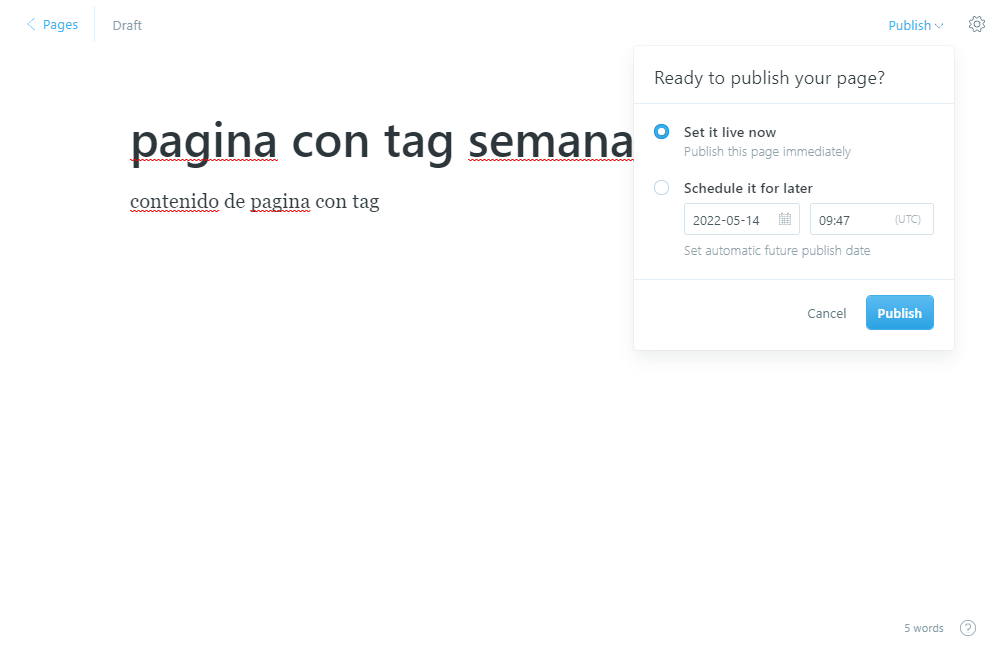 Pages
Draft
Publish
Ready to publish your page?
Set it live now
Publish this page immediately
Schedule it for later
2022-05-14
09:47
(UTC)
Set automatic future publish date
Cancel
Publish
pagina con tag semana
contenido de pagina con tag
5 words
?